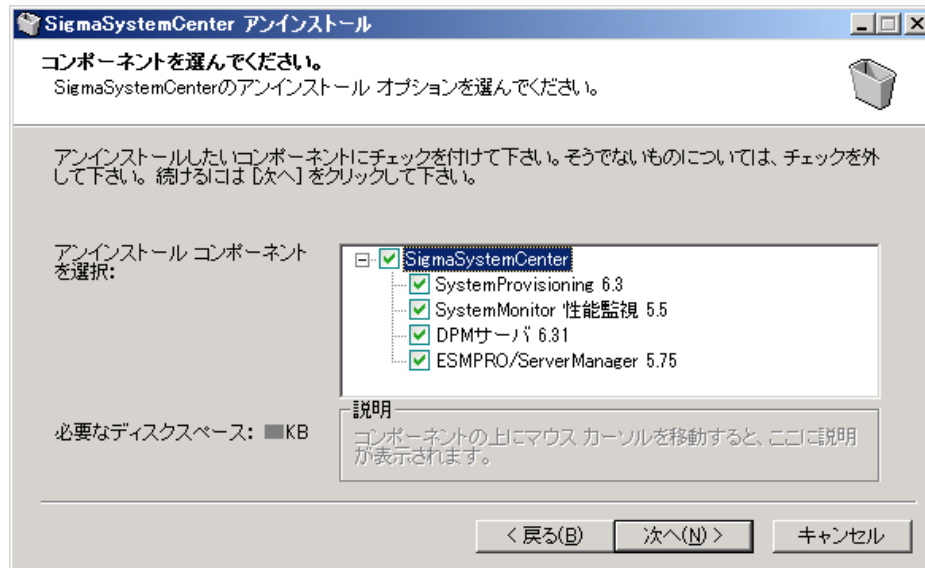 SigmaSystemCenter アンインストール
コンポーネントを選んでください。
SigmaSystemCenterのアンインストール オプションを選んでください。
アンインストールしたいコンポーネントにチェックを付けて下さい。そうでないものについては、チェックを外
して下さい。 続けるには [次へ] をクリックして下さい。
アンインストール コンポーネント
を選択:
SigmaSystemCenter
SystemProvisioning 6.3
SystemMonitor 性能監視 5.5
DPMサーバ 6.31
ESMPRO/ServerManager 5.75
必要なディスクスペース: KB
説明
コンポーネントの上にマウス カーソルを移動すると、ここに説明
が表示されます。
< 戻る(B)
次へ(N) >
キャンセル